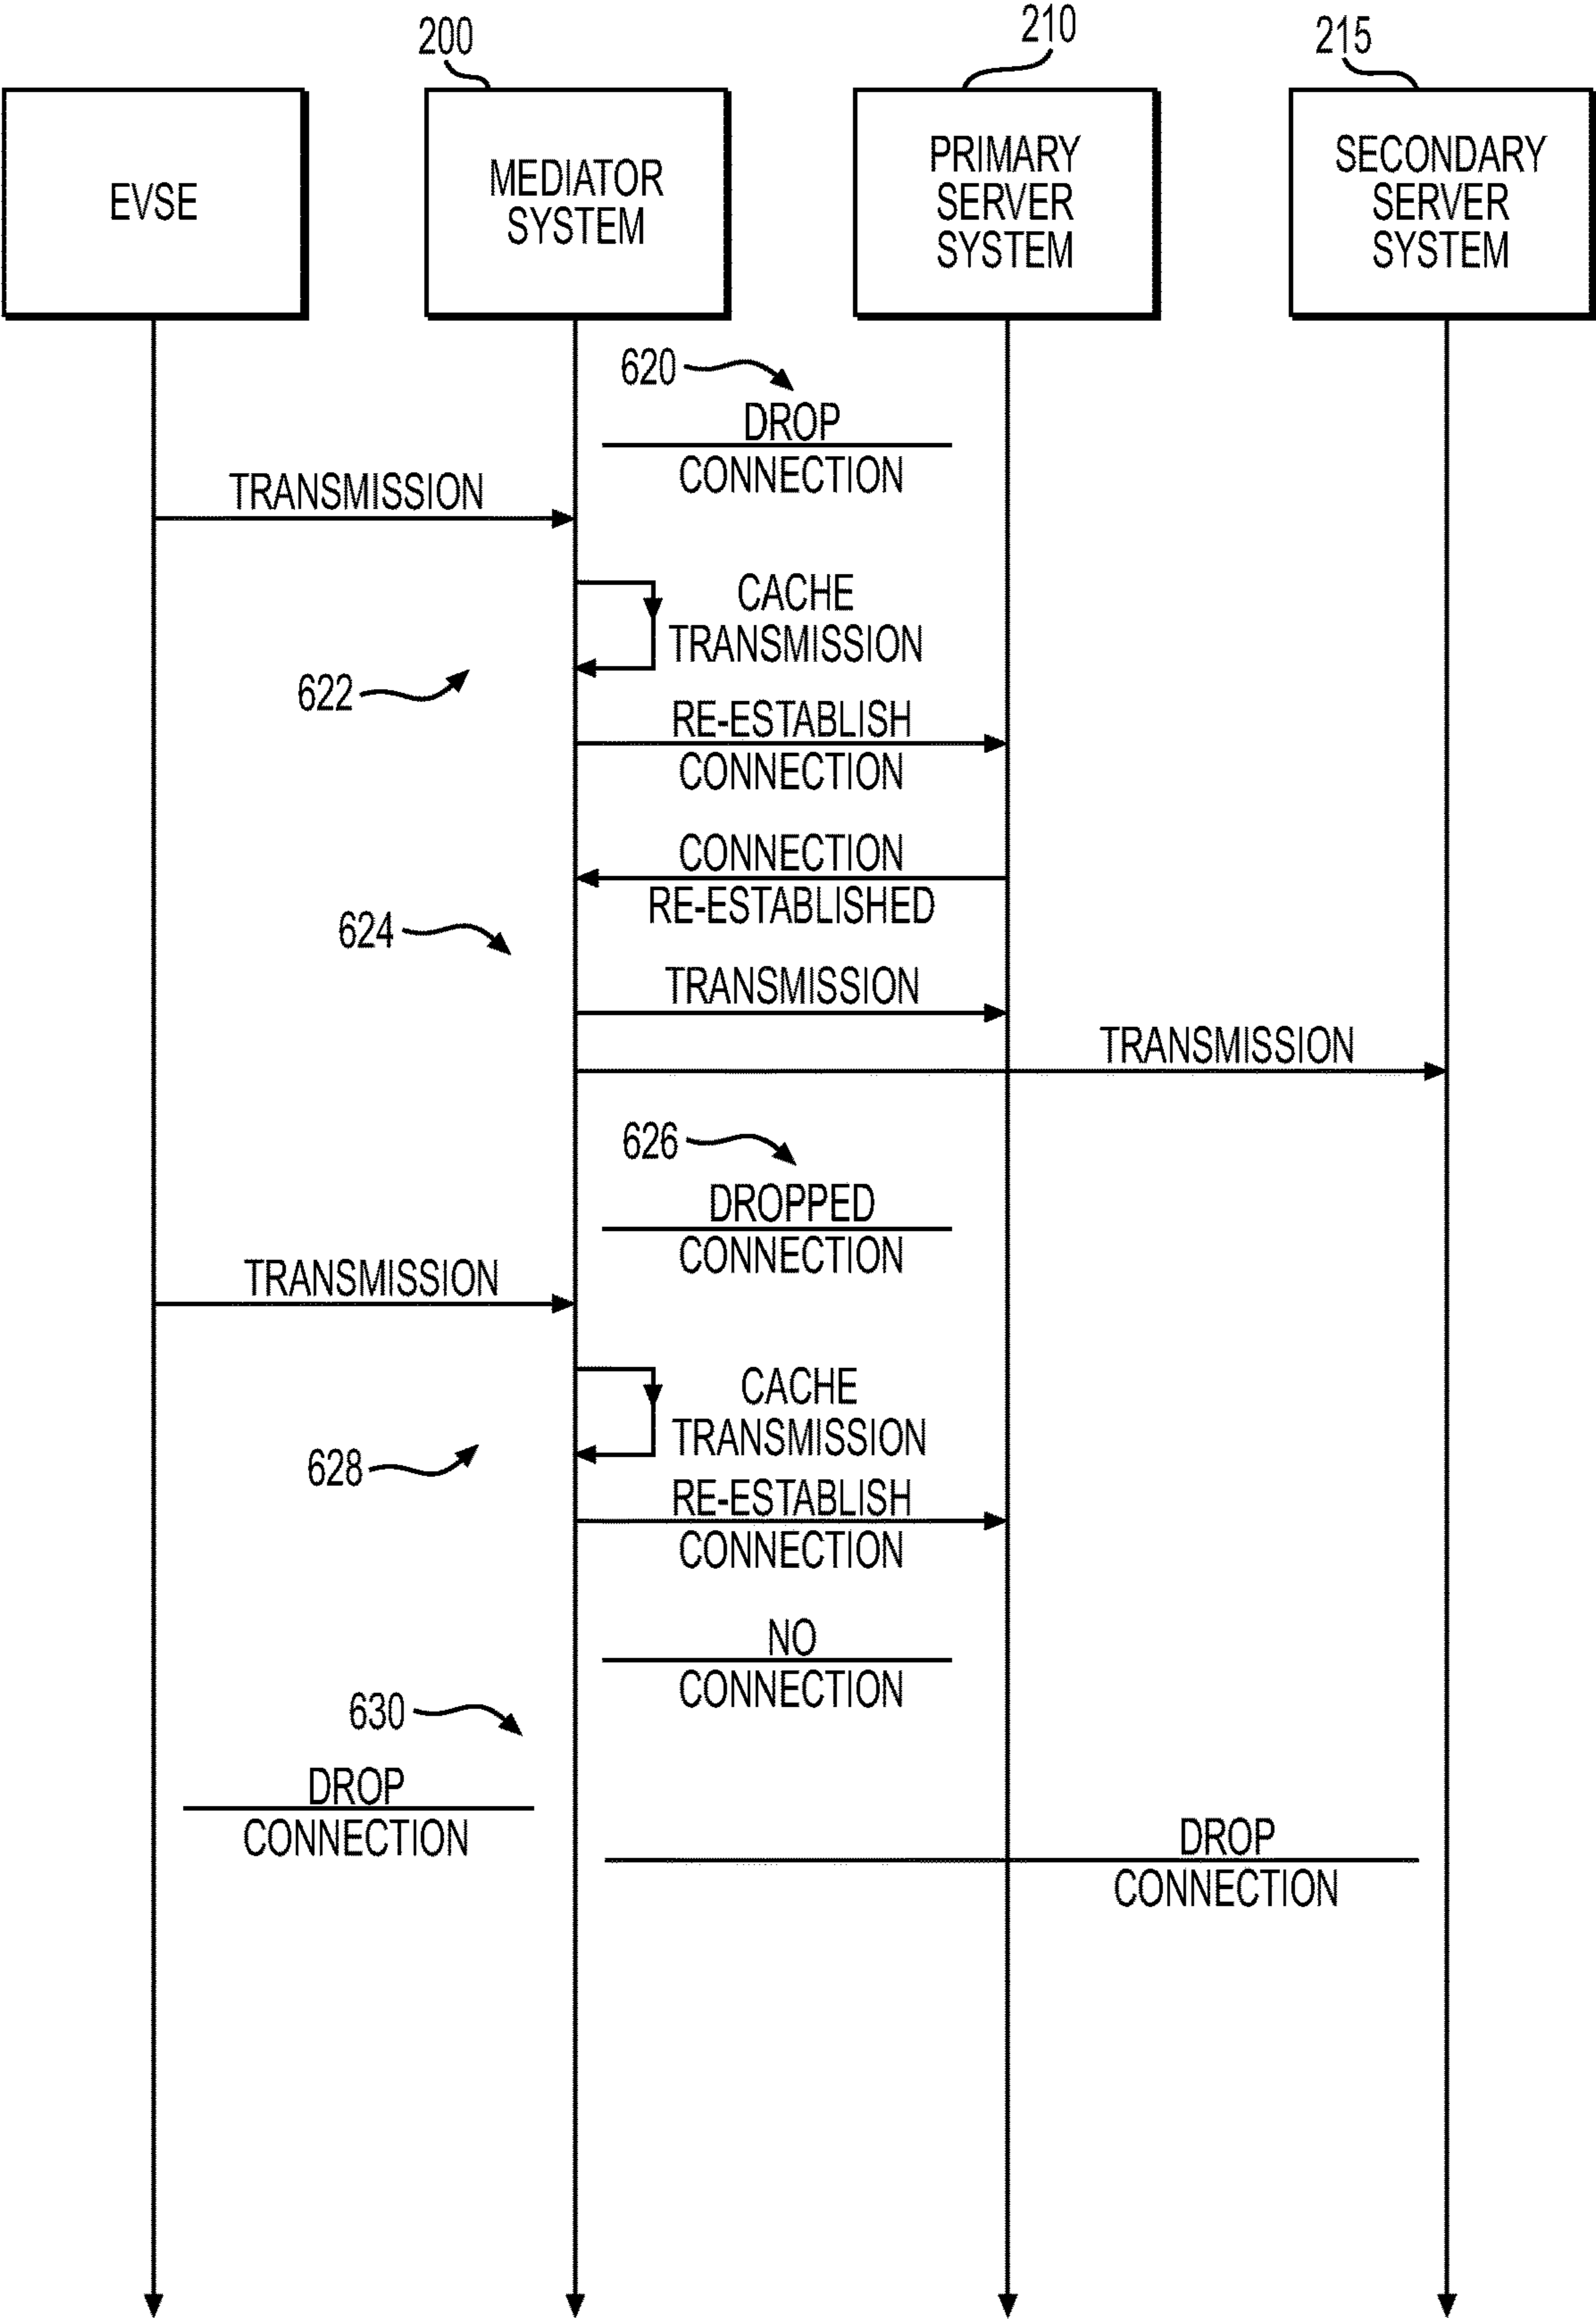 200
210
215
EVSE
MEDIATOR
SYSTEM
PRIMARY
SERVER
SYSTEM
SECONDARY
SERVER
SYSTEM
620
DROP
CONNECTION
TRANSMISSION
CACHE
TRANSMISSION
622
RE-ESTABLISH
CONNECTION
CONNECTION
RE-ESTABLISHED
624
TRANSMISSION
TRANSMISSION
626
DROPPED
CONNECTION
TRANSMISSION
CACHE
TRANSMISSION
628
RE-ESTABLISH
CONNECTION
NO
CONNECTION
630
DROP
CONNECTION
DROP
CONNECTION